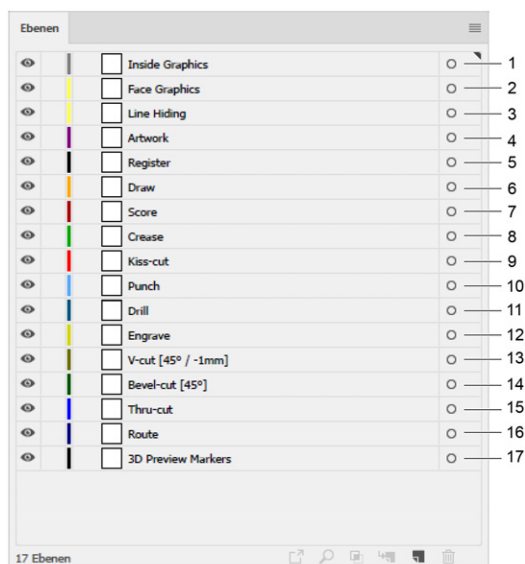 Ebenen
Inside Graphics 1
Face Graphics 2
Line Hiding 3
Artwork 4
Register 5
Draw 6
Score 7
Crease 8
Kiss-cut 9
Punch 10
Drill 11
Engrave 12
V-cut [45º / -1mm] 13
Bevel-cut [45º] 14
Thru-cut 15
Route 16
3D Preview Markers 17
17 Ebenen